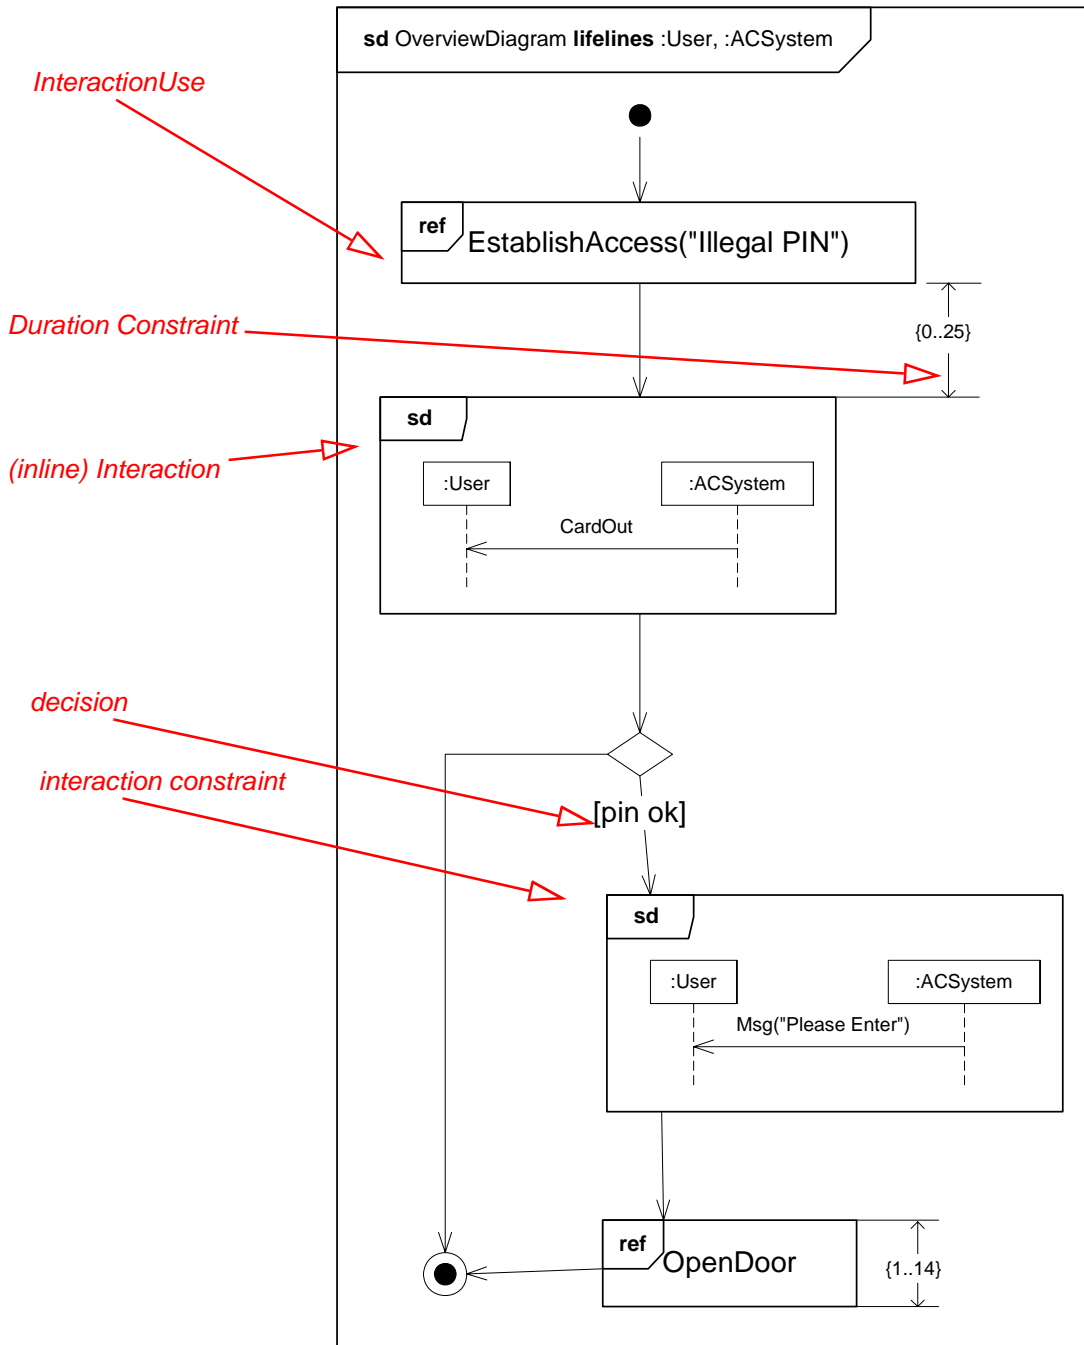 sd OverviewDiagram lifelines :User, :ACSystem
InteractionUse
ref
EstablishAccess("Illegal PIN")
Duration Constraint
{0..25}
sd
(inline) Interaction
:User
:ACSystem
CardOut
decision
interaction constraint
[pin ok]
sd
:User
:ACSystem
Msg("Please Enter")
ref
OpenDoor
{1..14}